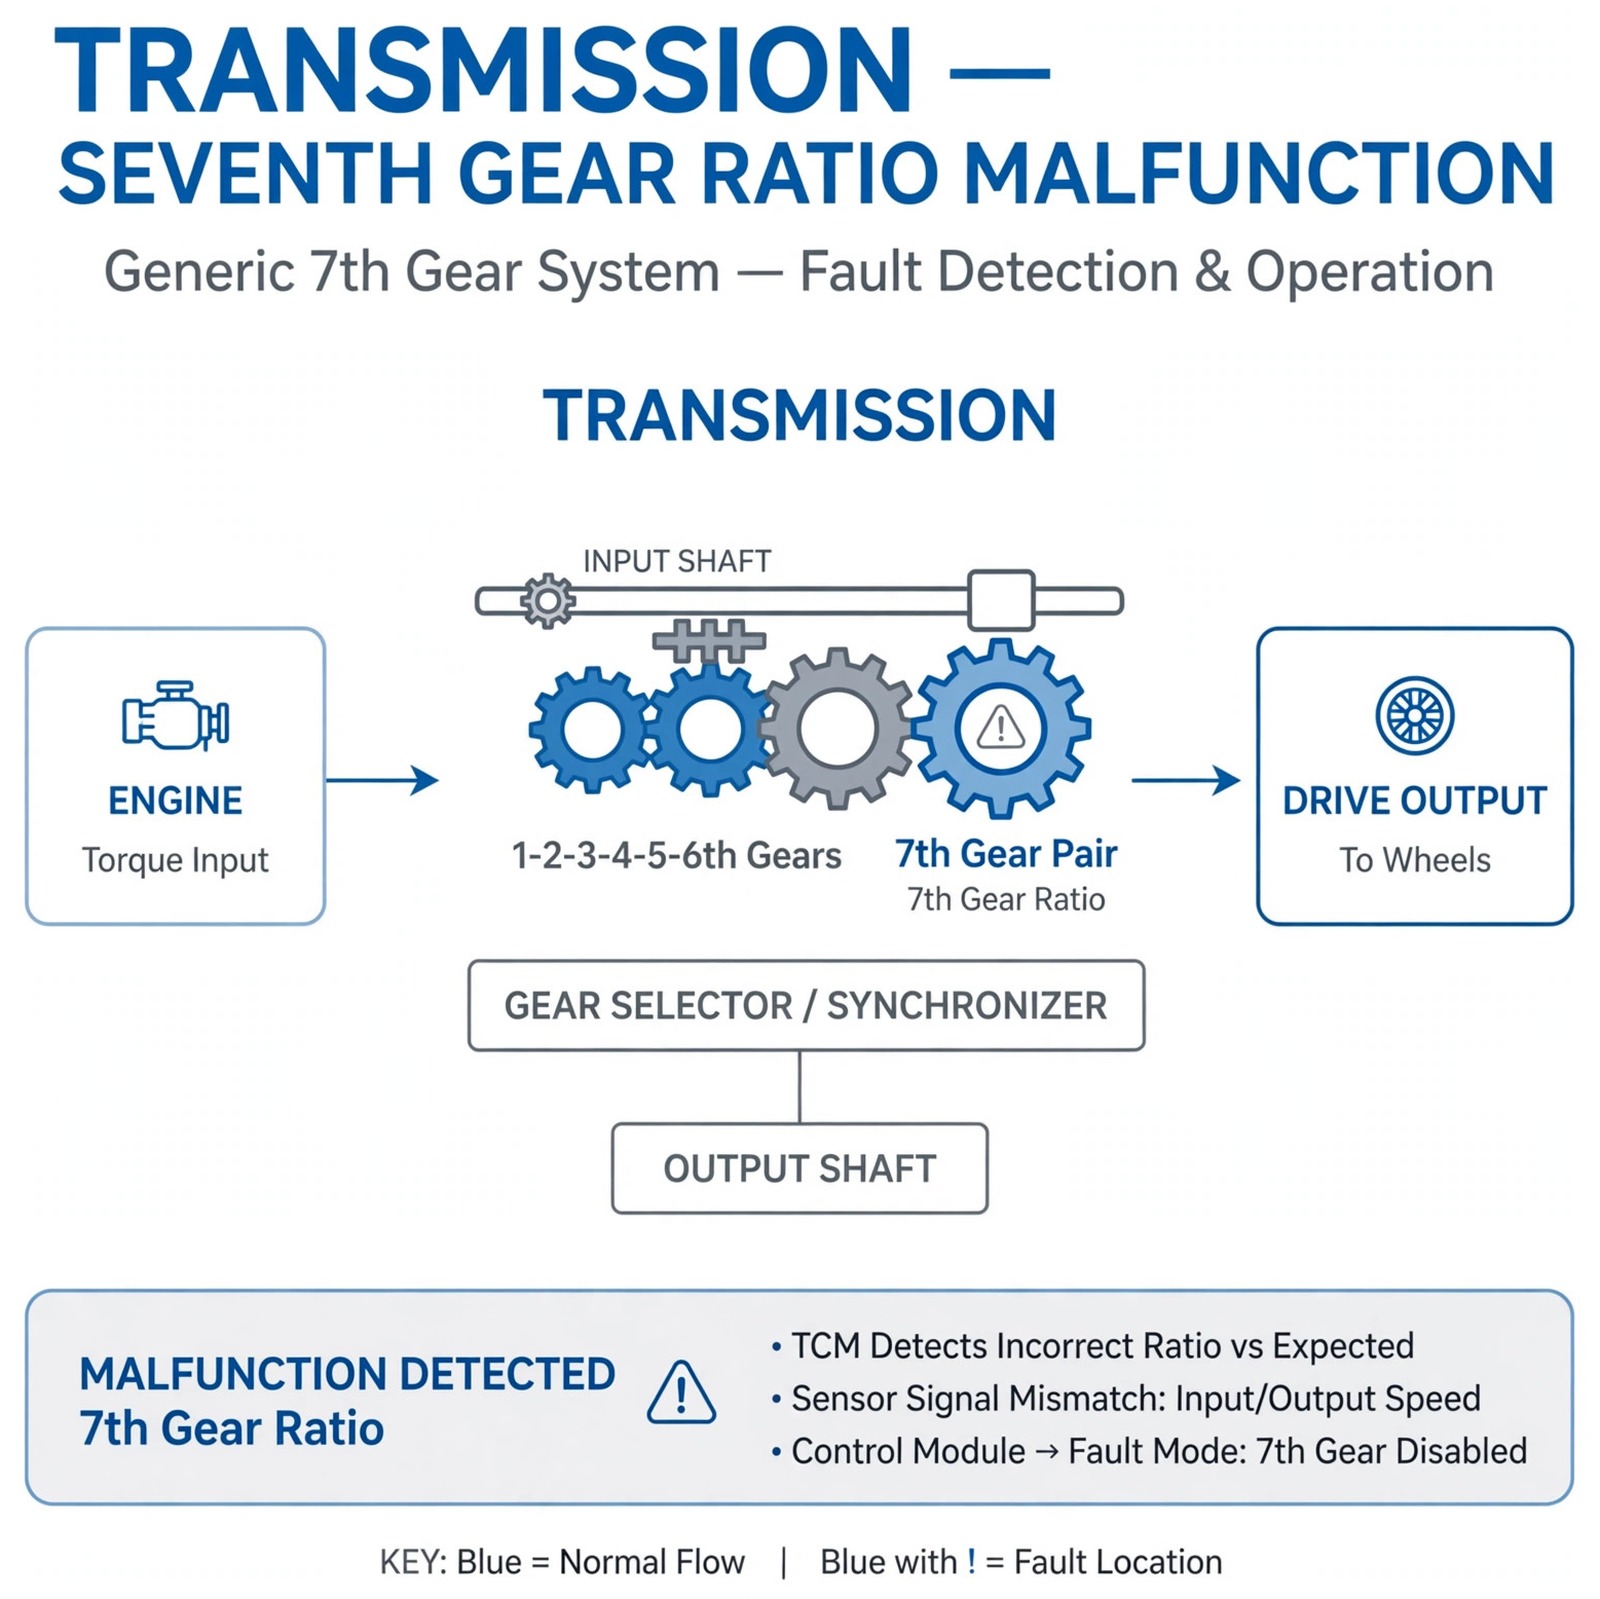 TRANSMISSION —
SEVENTH GEAR RATIO MALFUNCTION
Generic 7th Gear System — Fault Detection & Operation
TRANSMISSION
INPUT SHAFT
ENGINE
Torque Input
1-2-3-4-5-6th Gears
7th Gear Pair
7th Gear Ratio
DRIVE OUTPUT
To Wheels
GEAR SELECTOR / SYNCHRONIZER
OUTPUT SHAFT
MALFUNCTION DETECTED
7th Gear Ratio
• TCM Detects Incorrect Ratio vs Expected
• Sensor Signal Mismatch: Input/Output Speed
• Control Module → Fault Mode: 7th Gear Disabled
KEY: Blue = Normal Flow | Blue with ! = Fault Location